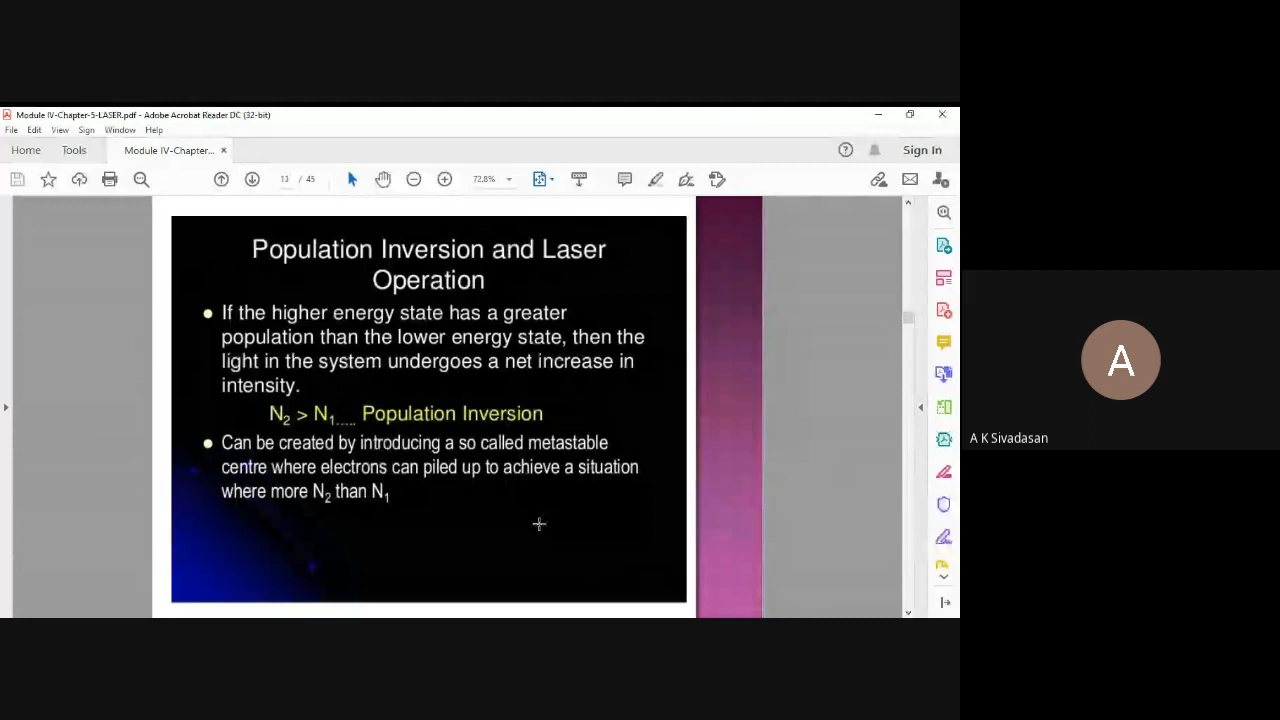 Module IV-Chapter-5-LASER.pdf - Adobe Acrobat Reader DC (32-bit)
File Edit View Sign Window Help
Home Tools Module IV-Chapter... × Sign In
13 / 45 72.8%
Population Inversion and Laser
Operation
If the higher energy state has a greater
population than the lower energy state, then the
light in the system undergoes a net increase in
intensity.
N2 > N1..... Population Inversion
Can be created by introducing a so called metastable
centre where electrons can piled up to achieve a situation
where more N2 than N1
A
A K Sivadasan